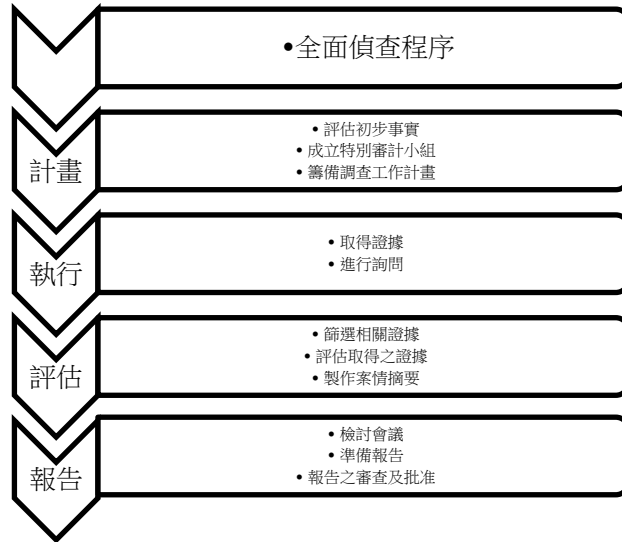 •全面偵查程序
計畫
• 評估初步事實
• 成立特別審計小組
• 籌備調查工作計畫
執行
• 取得證據
• 進行詢問
評估
• 篩選相關證據
• 評估取得之證據
• 製作案情摘要
報告
• 檢討會議
• 準備報告
• 報告之審查及批准